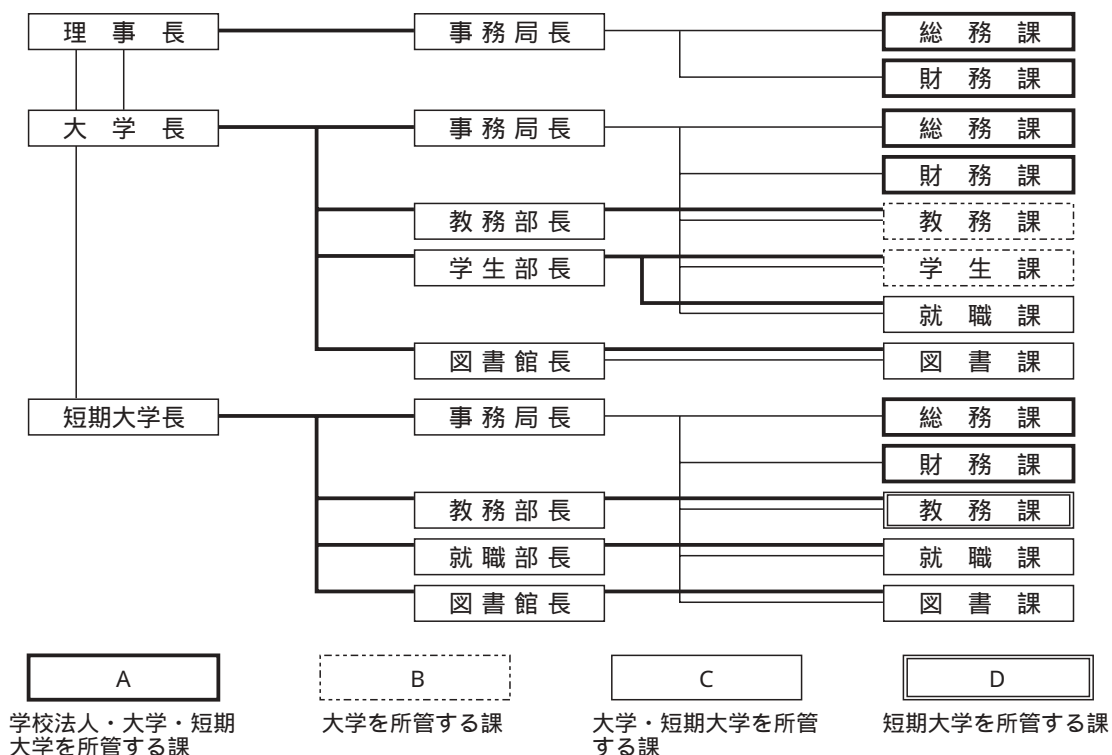 理事長
事務局長
総務課
財務課
大学長
事務局長
総務課
財務課
教務部長
教務課
学生部長
学生課
就職課
図書館長
図書課
短期大学長
事務局長
総務課
財務課
教務部長
教務課
就職部長
就職課
図書館長
図書課
A
学校法人・大学・短期
大学を所管する課
B
大学を所管する課
C
大学・短期大学を所管
する課
D
短期大学を所管する課